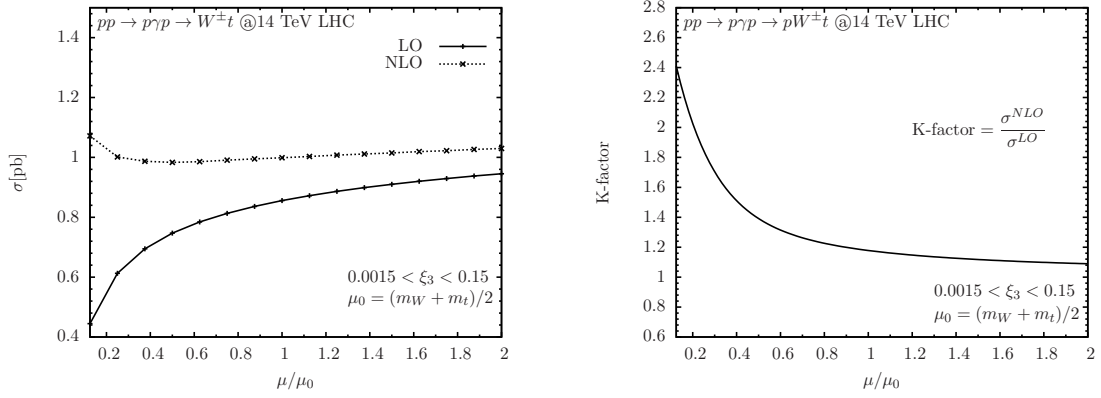 pp → pγp → W±t @14 TeV LHC
LO
NLO
σ[pb]
1.4
1.2
1
0.8
0.6
0.4
0.0015 < ξ3 < 0.15
μ0 = (mW + mt)/2
0.2 0.4 0.6 0.8 1 1.2 1.4 1.6 1.8 2
μ/μ0
pp → pγp → pW±t @14 TeV LHC
K-factor = σNLO / σLO
K-factor
2.8
2.6
2.4
2.2
2
1.8
1.6
1.4
1.2
1
0.8
0.6
0.0015 < ξ3 < 0.15
μ0 = (mW + mt)/2
0.2 0.4 0.6 0.8 1 1.2 1.4 1.6 1.8 2
μ/μ0